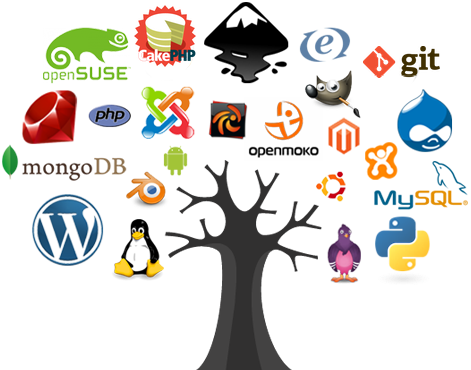 openSUSE
CakePHP
e
git
php
openmoko
mongoDB
MySQL®